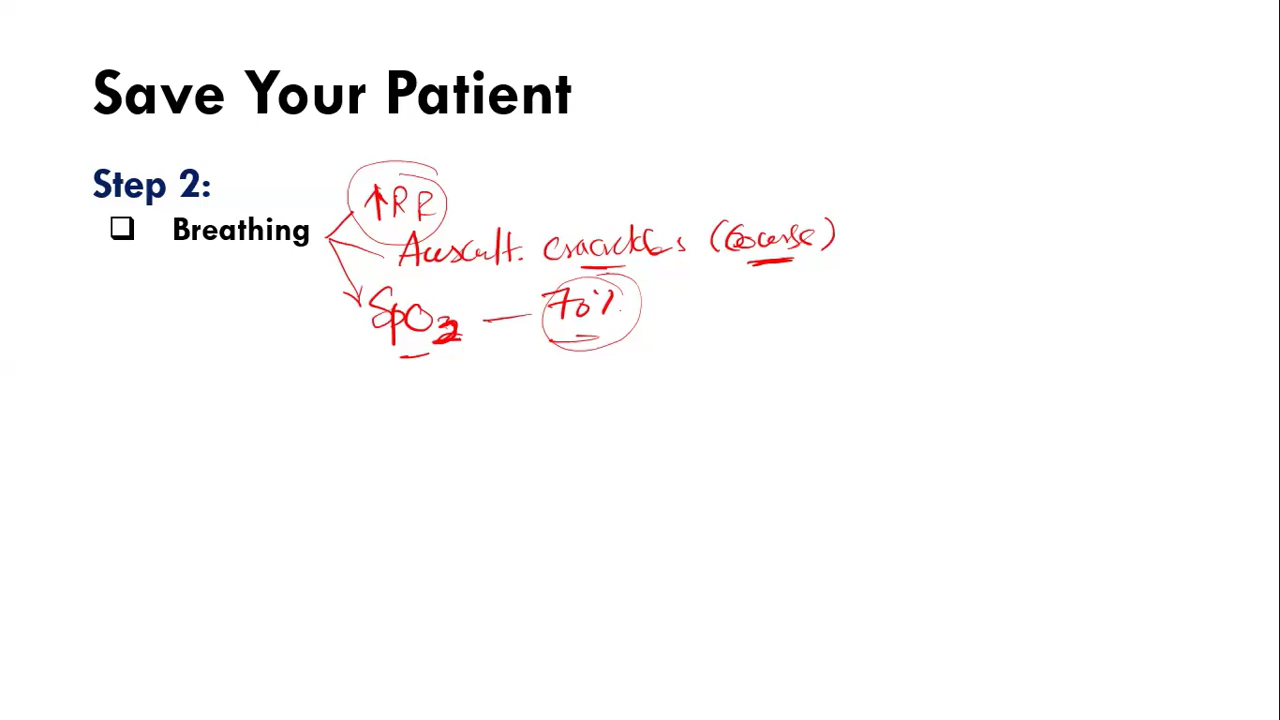 Save Your Patient
Step 2:
❑ Breathing
↑RR
Auscult. crackles (Coarse)
SpO2 — 70%